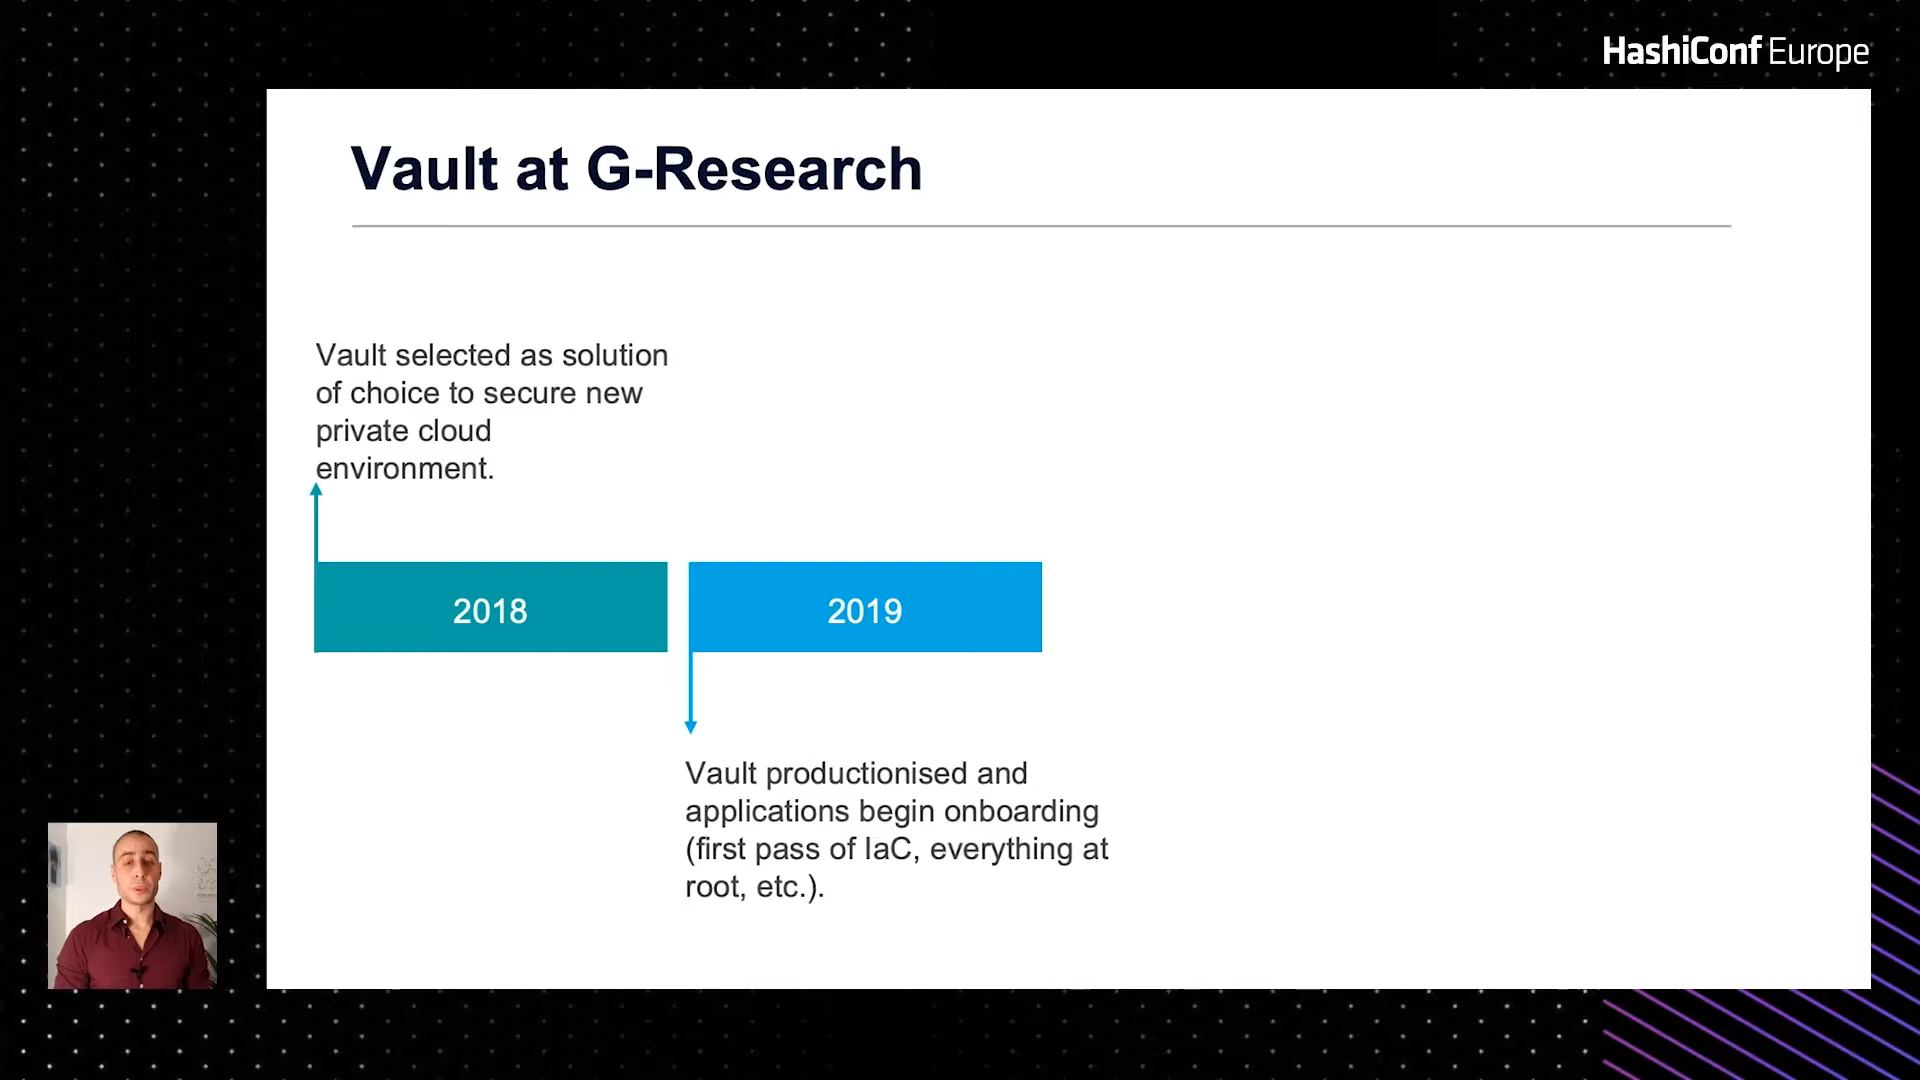 HashiConf Europe
Vault at G-Research
Vault selected as solution
of choice to secure new
private cloud
environment.
2018
2019
Vault productionised and
applications begin onboarding
(first pass of IaC, everything at
root, etc.).